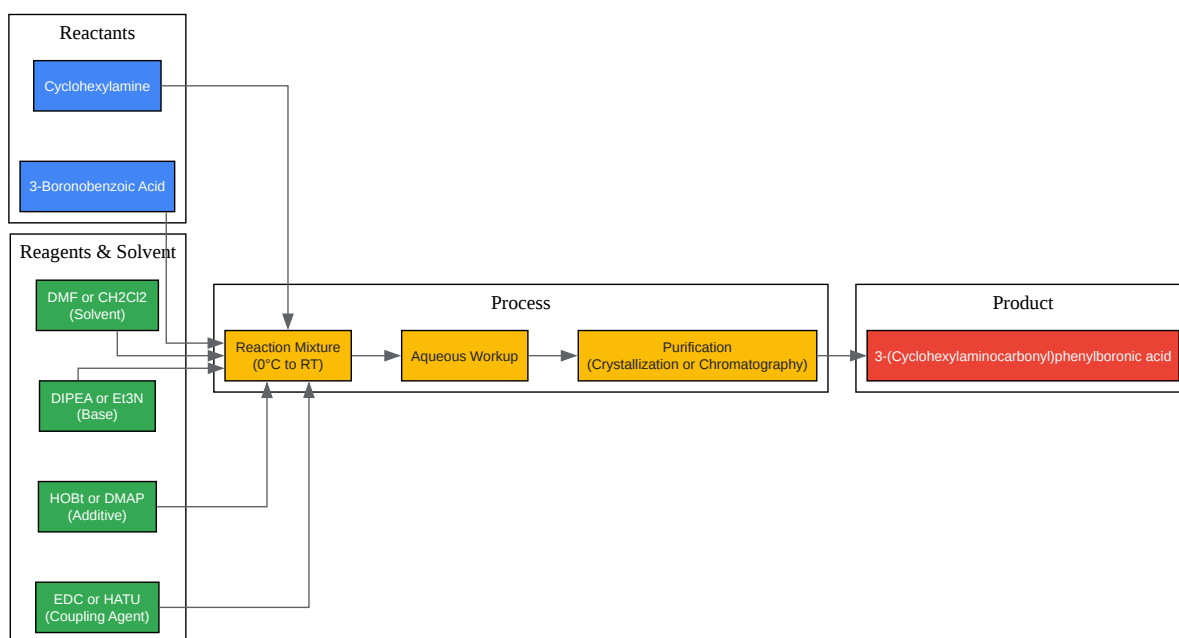 Reactants
Cyclohexylamine
3-Boronobenzoic Acid
Reagents & Solvent
DMF or CH2Cl2
(Solvent)
DIPEA or Et3N
(Base)
HOBt or DMAP
(Additive)
EDC or HATU
(Coupling Agent)
Process
Reaction Mixture
(0°C to RT)
Aqueous Workup
Purification
(Crystallization or Chromatography)
Product
3-(Cyclohexylaminocarbonyl)phenylboronic acid